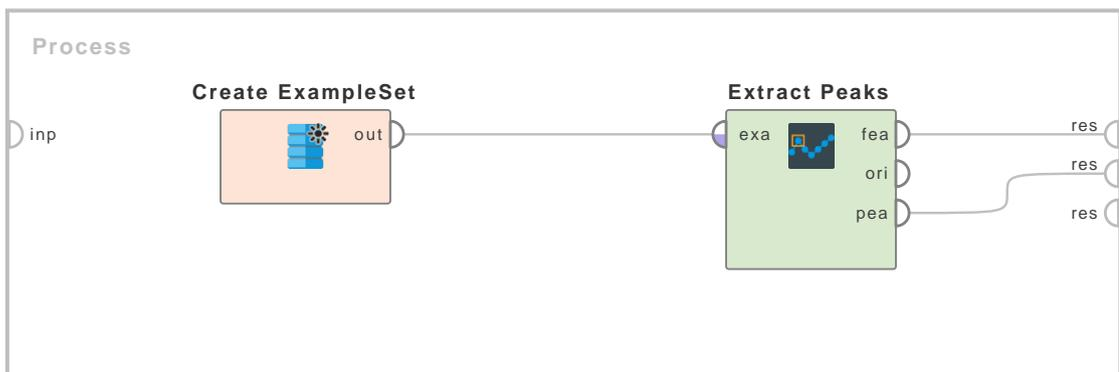 Process
Create ExampleSet
Extract Peaks
inp
out
exa
fea
res
ori
res
pea
res